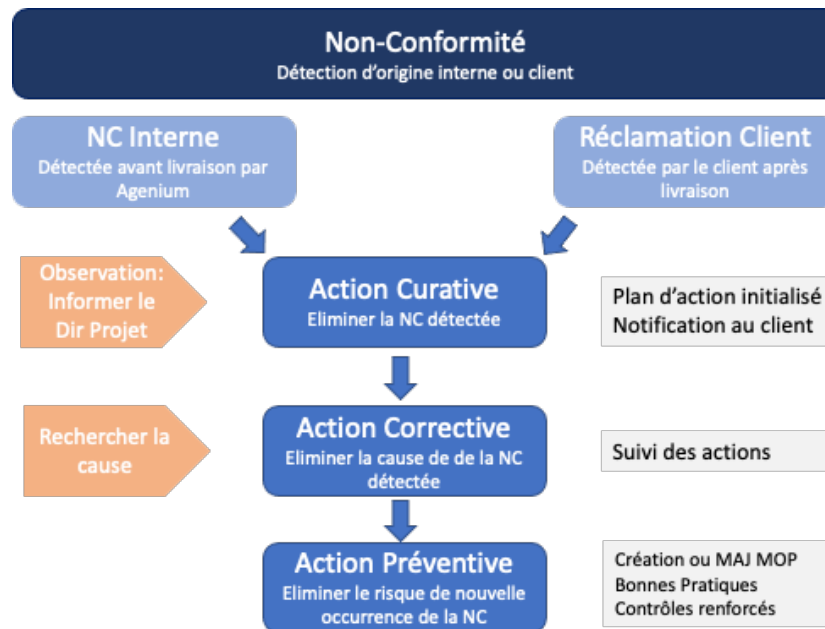 Non-Conformité
Détection d'origine interne ou client
NC Interne
Détectée avant livraison par
Agenium
Réclamation Client
Détectée par le client après
livraison
Observation:
Informer le
Dir Projet
Action Curative
Eliminer la NC détectée
Plan d'action initialisé
Notification au client
Rechercher la
cause
Action Corrective
Eliminer la cause de de la NC
détectée
Suivi des actions
Action Préventive
Eliminer le risque de nouvelle
occurrence de la NC
Création ou MAJ MOP
Bonnes Pratiques
Contrôles renforcés